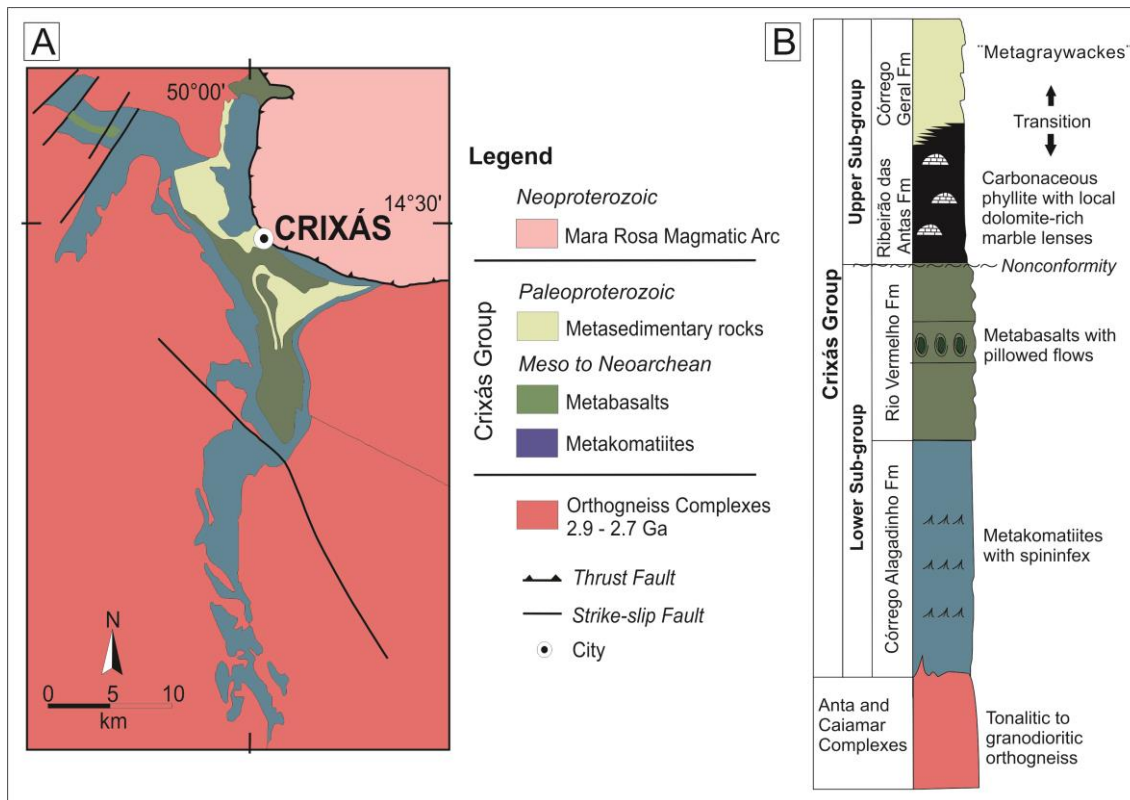 A
50°00'
14°30'
CRIXÁS
N
0 5 10
km
Legend
Neoproterozoic
Mara Rosa Magmatic Arc
Crixás Group
Paleoproterozoic
Metasedimentary rocks
Meso to Neoarchean
Metabasalts
Metakomatiites
Orthogneiss Complexes
2.9 - 2.7 Ga
Thrust Fault
Strike-slip Fault
City
B
Crixás Group
Upper Sub-group
Córrego
Geral Fm
"Metagraywackes"
Transition
Ribeirão das
Antas Fm
Carbonaceous
phyllite with local
dolomite-rich
marble lenses
Nonconformity
Lower Sub-group
Rio Vermelho Fm
Metabasalts with
pillowed flows
Córrego Alagadinho Fm
Metakomatiites
with spininfex
Anta and
Caiamar
Complexes
Tonalitic to
granodioritic
orthogneiss